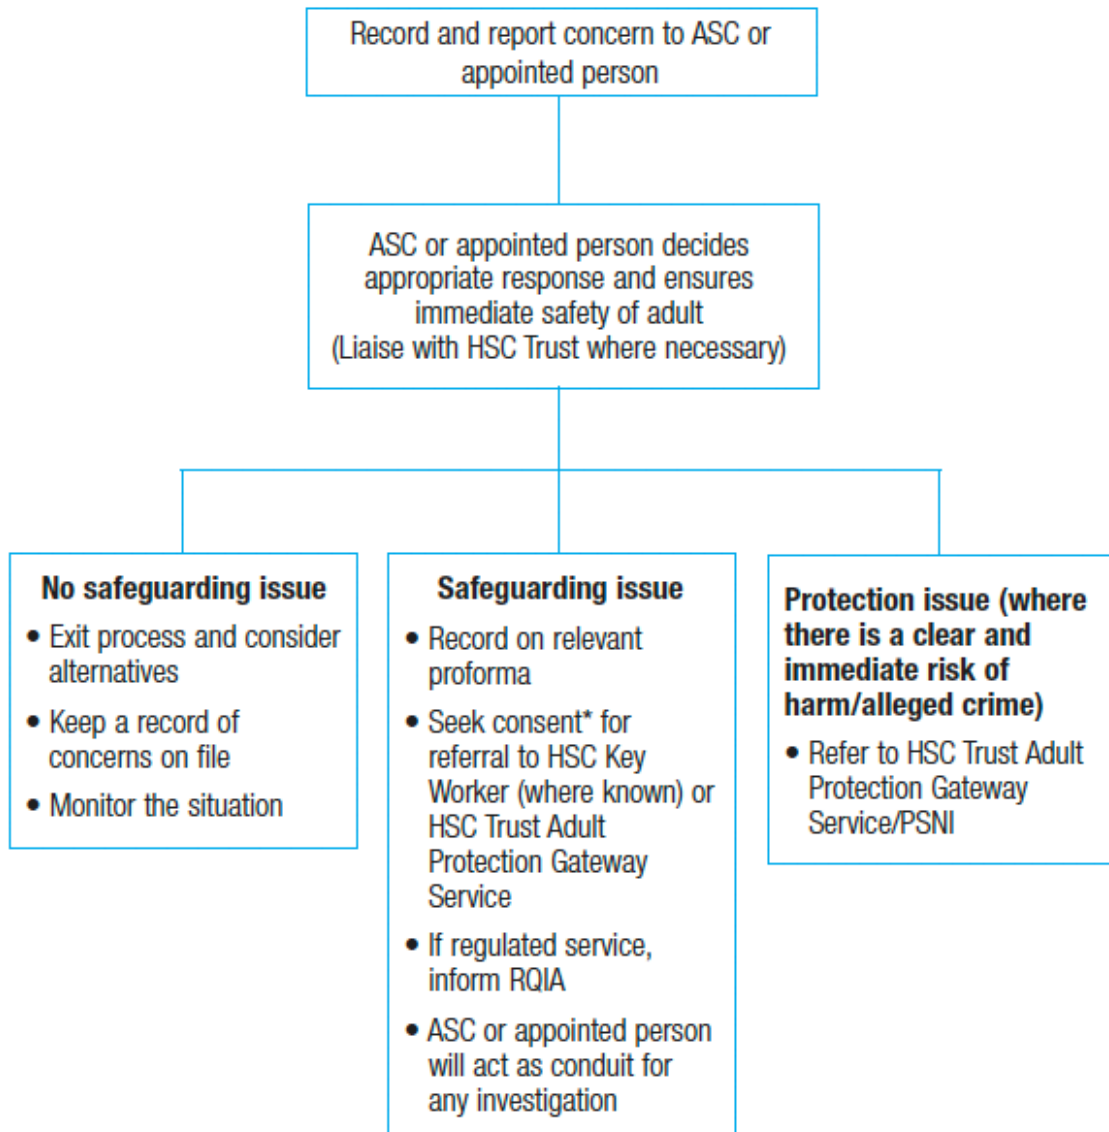 Record and report concern to ASC or
appointed person
ASC or appointed person decides
appropriate response and ensures
immediate safety of adult
(Liaise with HSC Trust where necessary)
No safeguarding issue
• Exit process and consider
alternatives
• Keep a record of
concerns on file
• Monitor the situation
Safeguarding issue
• Record on relevant
proforma
• Seek consent* for
referral to HSC Key
Worker (where known) or
HSC Trust Adult
Protection Gateway
Service
• If regulated service,
inform RQIA
• ASC or appointed person
will act as conduit for
any investigation
Protection issue (where
there is a clear and
immediate risk of
harm/alleged crime)
• Refer to HSC Trust Adult
Protection Gateway
Service/PSNI